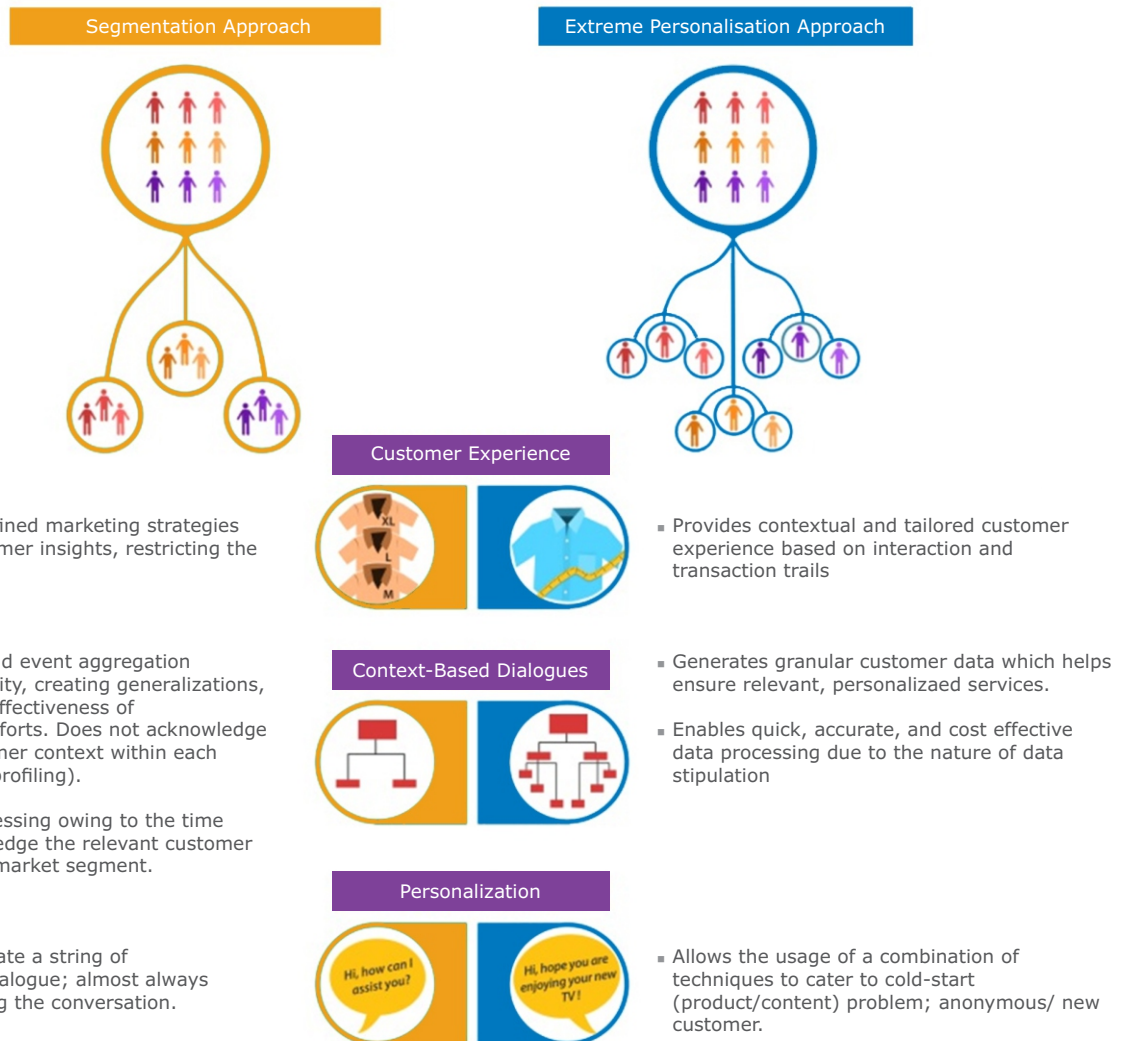 Segmentation Approach
Extreme Personalisation Approach
Customer Experience
ined marketing strategies
mer insights, restricting the
XL
L
M
▪ Provides contextual and tailored customer
experience based on interaction and
transaction trails
d event aggregation
ity, creating generalizations,
ffectiveness of
forts. Does not acknowledge
mer context within each
profiling).
essing owing to the time
edge the relevant customer
market segment.
Context-Based Dialogues
▪ Generates granular customer data which helps
ensure relevant, personalizaed services.
▪ Enables quick, accurate, and cost effective
data processing due to the nature of data
stipulation
Personalization
ate a string of
alogue; almost always
g the conversation.
Hi, how can I
assist you?
Hi, hope you are
enjoying your new
TV !
▪ Allows the usage of a combination of
techniques to cater to cold-start
(product/content) problem; anonymous/ new
customer.